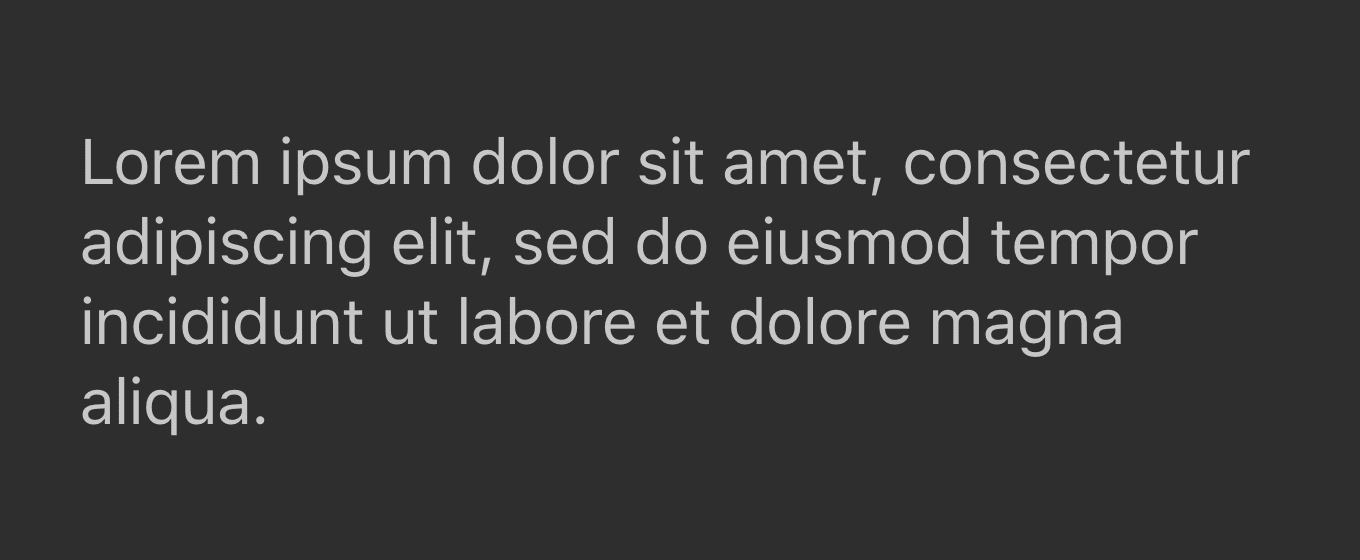 Lorem ipsum dolor sit amet, consectetur
adipiscing elit, sed do eiusmod tempor
incididunt ut labore et dolore magna
aliqua.